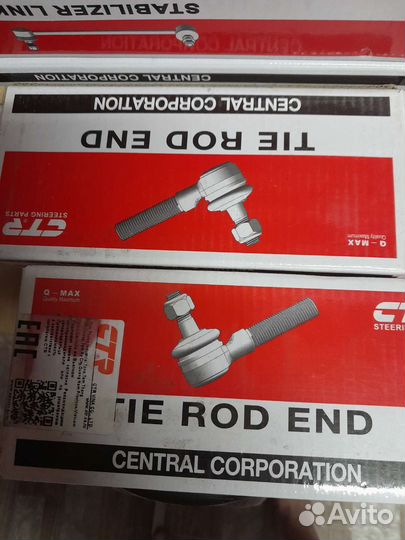 STABILIZER LINK
CENTRAL CORPORATION
CENTRAL CORPORATION
TIE ROD END
CTR
STEERING PARTS
Q-MAX
Quality Maximum
Q-MAX
Quality Maximum
CTR
STEERING
CTR
EAC
TIE ROD END
CENTRAL CORPORATION
Avito